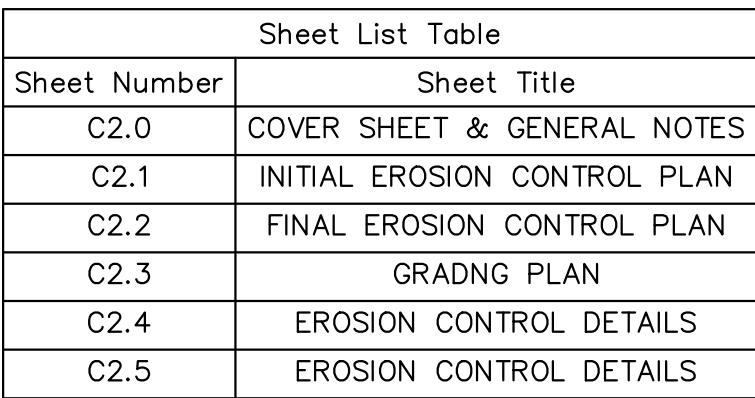 Sheet List Table
Sheet Number Sheet Title
C2.0 COVER SHEET & GENERAL NOTES
C2.1 INITIAL EROSION CONTROL PLAN
C2.2 FINAL EROSION CONTROL PLAN
C2.3 GRADNG PLAN
C2.4 EROSION CONTROL DETAILS
C2.5 EROSION CONTROL DETAILS